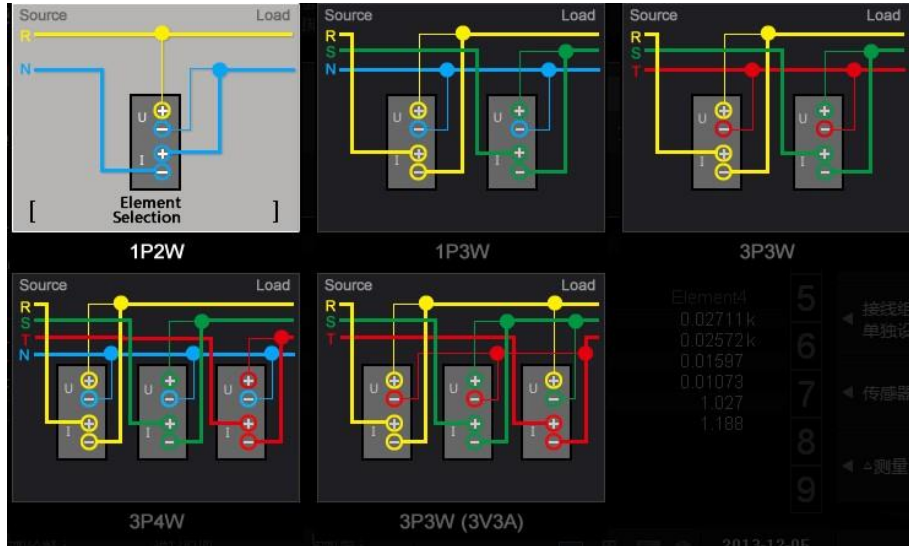 Source Load
R
N
U
I
[ Element Selection ]
1P2W
Source Load
R
S
N
U U
I I
1P3W
Source Load
R
S
T
U U
I I
3P3W
Source Load
R
S
T
N
U U U
I I I
3P4W
Source Load
R
S
T
U U U
I I I
3P3W (3V3A)
Element4
0.02711k
0.02572k
0.01597
0.01073
1.027
1.188
5
6
7
8
9
接线组
单独设
传感器
△测量
2013-12-05